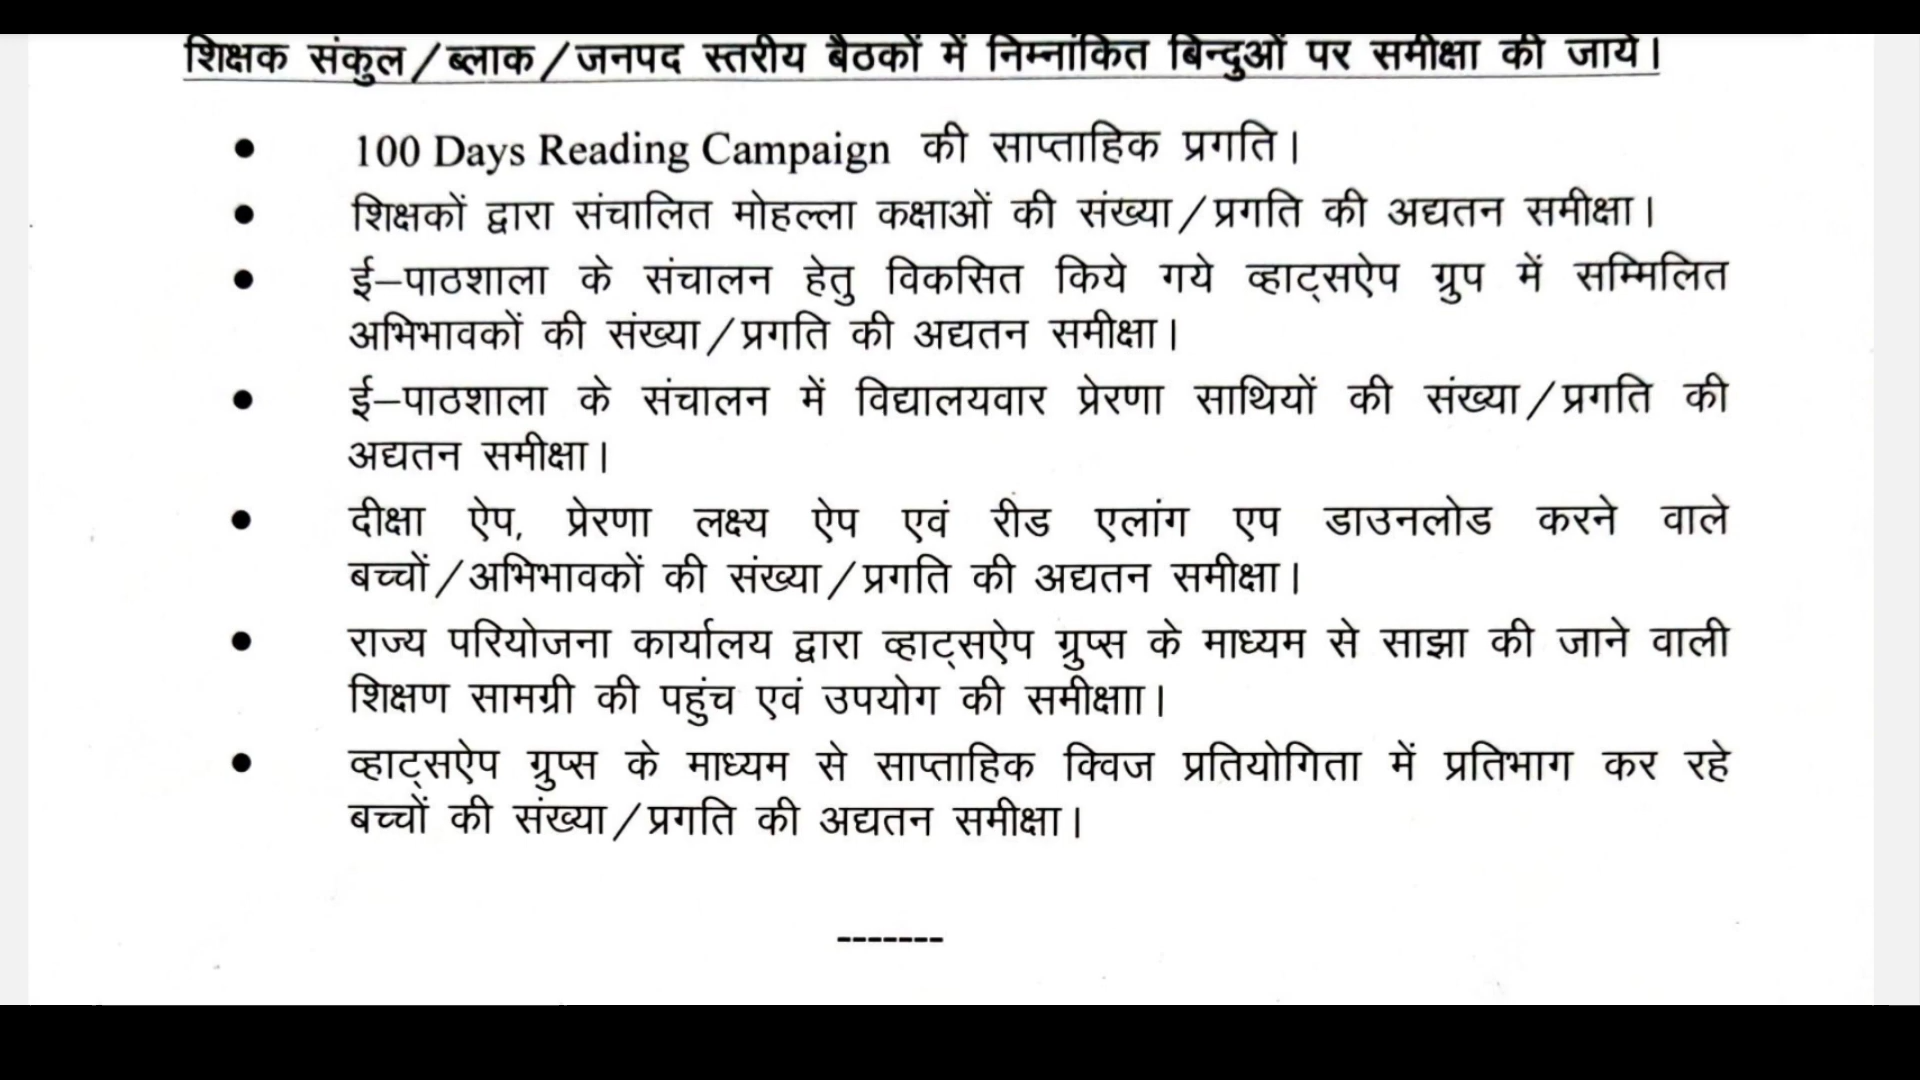 शिक्षक संकुल/ब्लाक/जनपद स्तरीय बैठकों में निम्नांकित बिन्दुओं पर समीक्षा की जाये।
● 100 Days Reading Campaign की साप्ताहिक प्रगति।
● शिक्षकों द्वारा संचालित मोहल्ला कक्षाओं की संख्या/प्रगति की अद्यतन समीक्षा।
● ई–पाठशाला के संचालन हेतु विकसित किये गये व्हाट्सऐप ग्रुप में सम्मिलित
अभिभावकों की संख्या/प्रगति की अद्यतन समीक्षा।
● ई–पाठशाला के संचालन में विद्यालयवार प्रेरणा साथियों की संख्या/प्रगति की
अद्यतन समीक्षा।
● दीक्षा ऐप, प्रेरणा लक्ष्य ऐप एवं रीड एलांग एप डाउनलोड करने वाले
बच्चों/अभिभावकों की संख्या/प्रगति की अद्यतन समीक्षा।
● राज्य परियोजना कार्यालय द्वारा व्हाट्सऐप ग्रुप्स के माध्यम से साझा की जाने वाली
शिक्षण सामग्री की पहुंच एवं उपयोग की समीक्षाा।
● व्हाट्सऐप ग्रुप्स के माध्यम से साप्ताहिक क्विज प्रतियोगिता में प्रतिभाग कर रहे
बच्चों की संख्या/प्रगति की अद्यतन समीक्षा।
-------